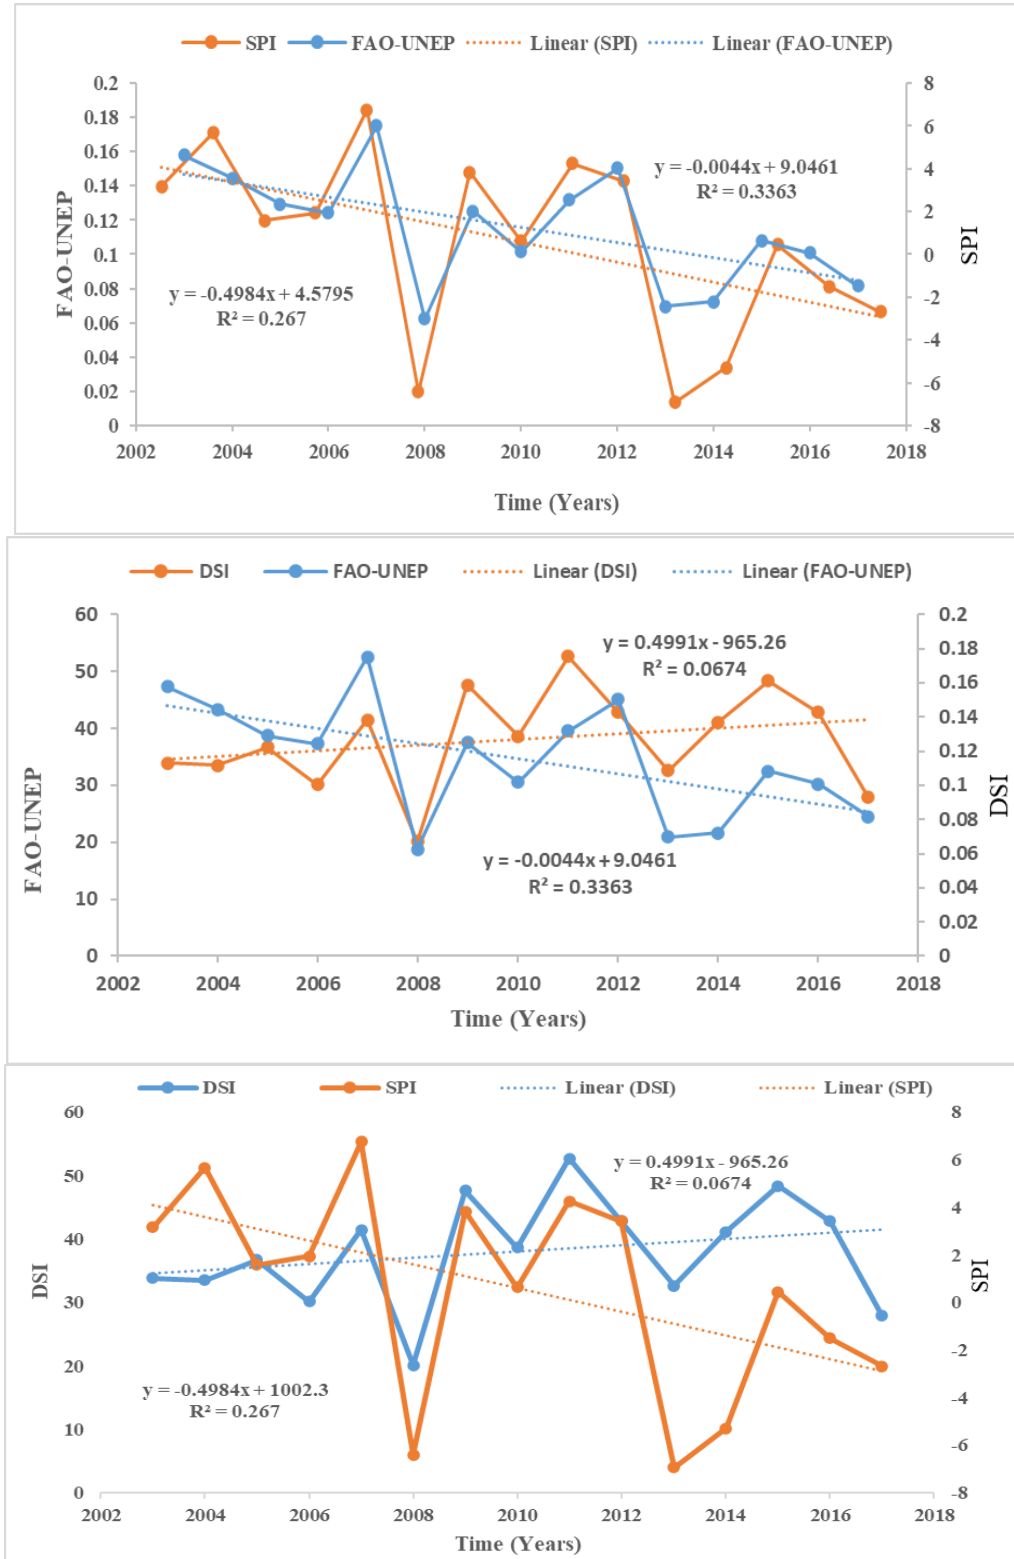 SPI FAO-UNEP Linear (SPI) Linear (FAO-UNEP)
0.2 8
0.18
0.16 6
0.14 4
0.12 2
0.1 0
0.08 -2
0.06
0.04 -4
0.02 -6
0 -8
FAO-UNEP
SPI
y = -0.0044x + 9.0461
R² = 0.3363
y = -0.4984x + 4.5795
R² = 0.267
2002 2004 2006 2008 2010 2012 2014 2016 2018
Time (Years)
DSI FAO-UNEP Linear (DSI) Linear (FAO-UNEP)
60 0.2
0.18
50 0.16
0.14
40 0.12
30 0.1
0.08
20 0.06
10 0.04
0.02
0 0
FAO-UNEP
DSI
y = 0.4991x - 965.26
R² = 0.0674
y = -0.0044x + 9.0461
R² = 0.3363
2002 2004 2006 2008 2010 2012 2014 2016 2018
Time (Years)
DSI SPI Linear (DSI) Linear (SPI)
60 8
50 6
40 4
2
30 0
20 -2
-4
10 -6
0 -8
DSI
SPI
y = 0.4991x - 965.26
R² = 0.0674
y = -0.4984x + 1002.3
R² = 0.267
2002 2004 2006 2008 2010 2012 2014 2016 2018
Time (Years)